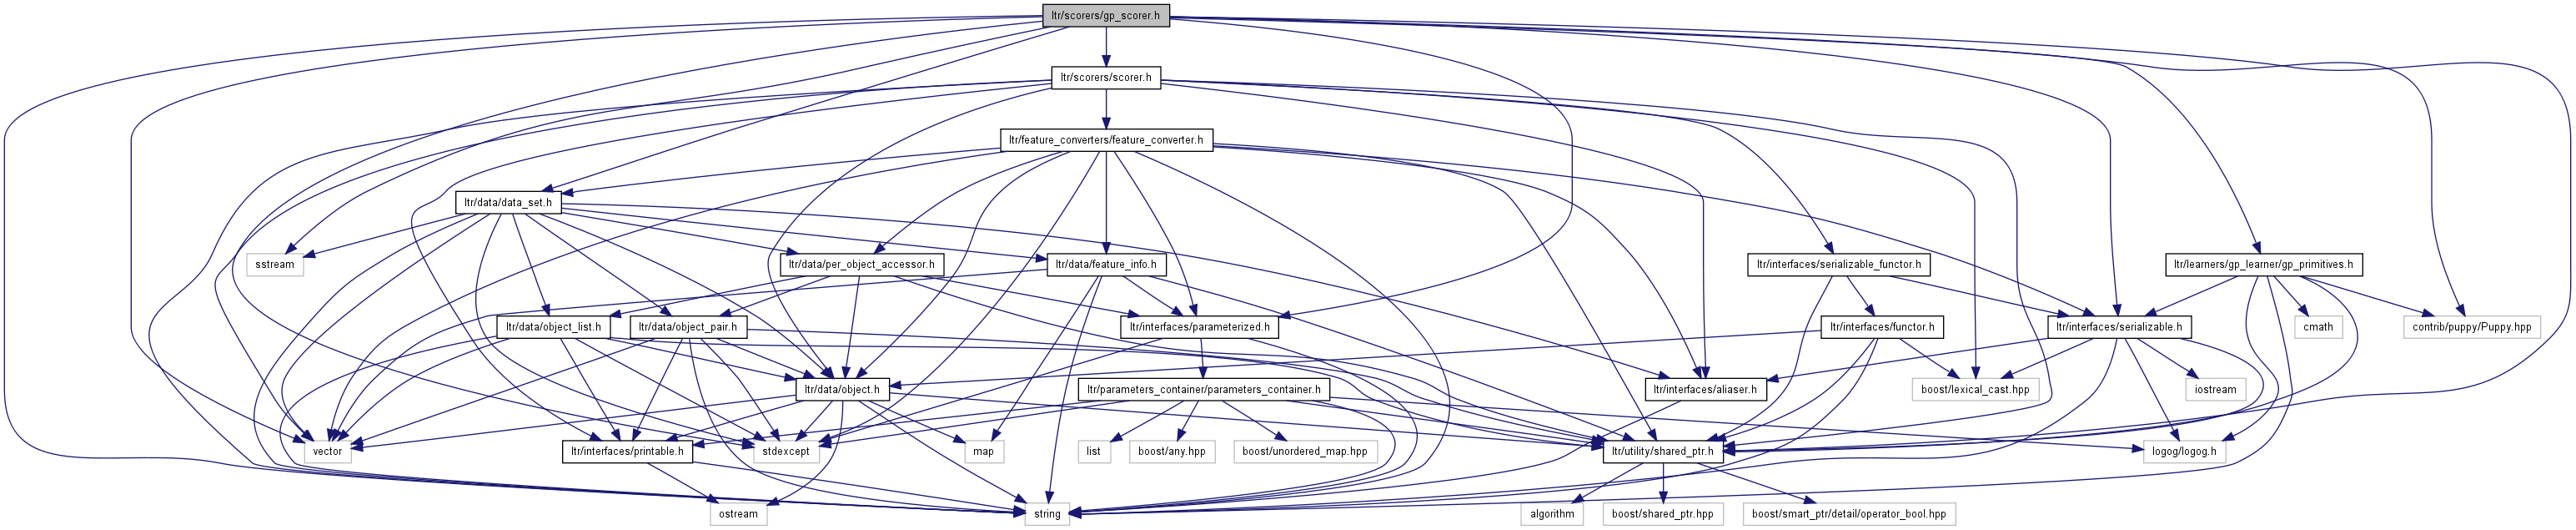 ltr/scorers/gp_scorer.h
ltr/scorers/scorer.h
ltr/feature_converters/feature_converter.h
ltr/data/data_set.h
sstream
ltr/data/per_object_accessor.h
ltr/data/feature_info.h
ltr/interfaces/serializable_functor.h
ltr/learners/gp_learner/gp_primitives.h
ltr/data/object_list.h
ltr/data/object_pair.h
ltr/interfaces/parameterized.h
ltr/interfaces/functor.h
ltr/interfaces/serializable.h
cmath
contrib/puppy/Puppy.hpp
ltr/data/object.h
ltr/parameters_container/parameters_container.h
ltr/interfaces/aliaser.h
boost/lexical_cast.hpp
iostream
vector
ltr/interfaces/printable.h
stdexcept
map
list
boost/any.hpp
boost/unordered_map.hpp
ltr/utility/shared_ptr.h
logog/logog.h
ostream
string
algorithm
boost/shared_ptr.hpp
boost/smart_ptr/detail/operator_bool.hpp